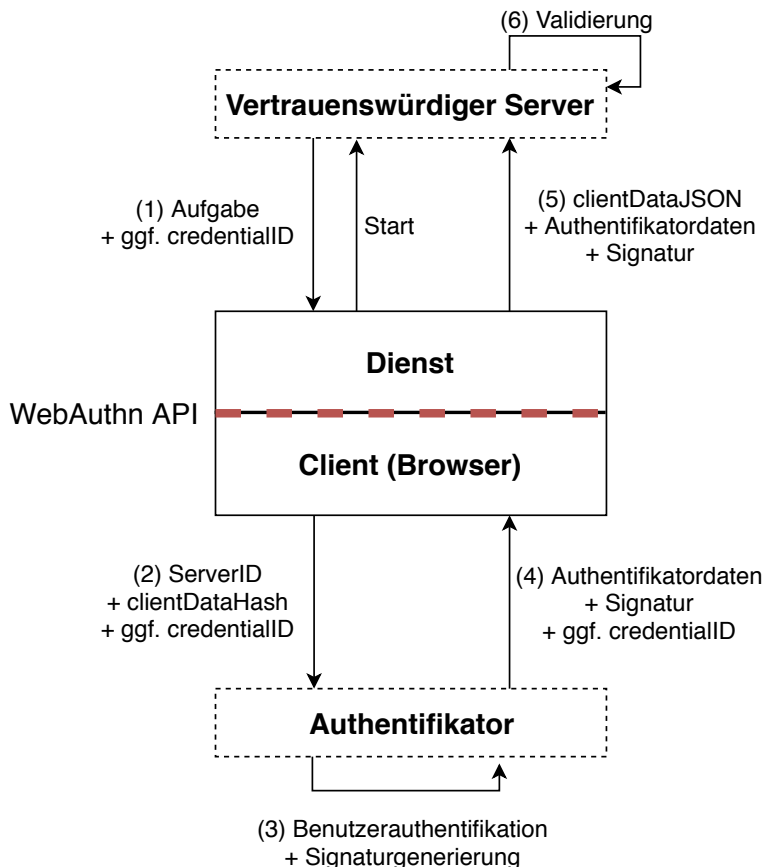 (6) Validierung
Vertrauenswürdiger Server
(1) Aufgabe
+ ggf. credentialID
Start
(5) clientDataJSON
+ Authentifikatordaten
+ Signatur
Dienst
WebAuthn API
Client (Browser)
(2) ServerID
+ clientDataHash
+ ggf. credentialID
(4) Authentifikatordaten
+ Signatur
+ ggf. credentialID
Authentifikator
(3) Benutzerauthentifikation
+ Signaturgenerierung